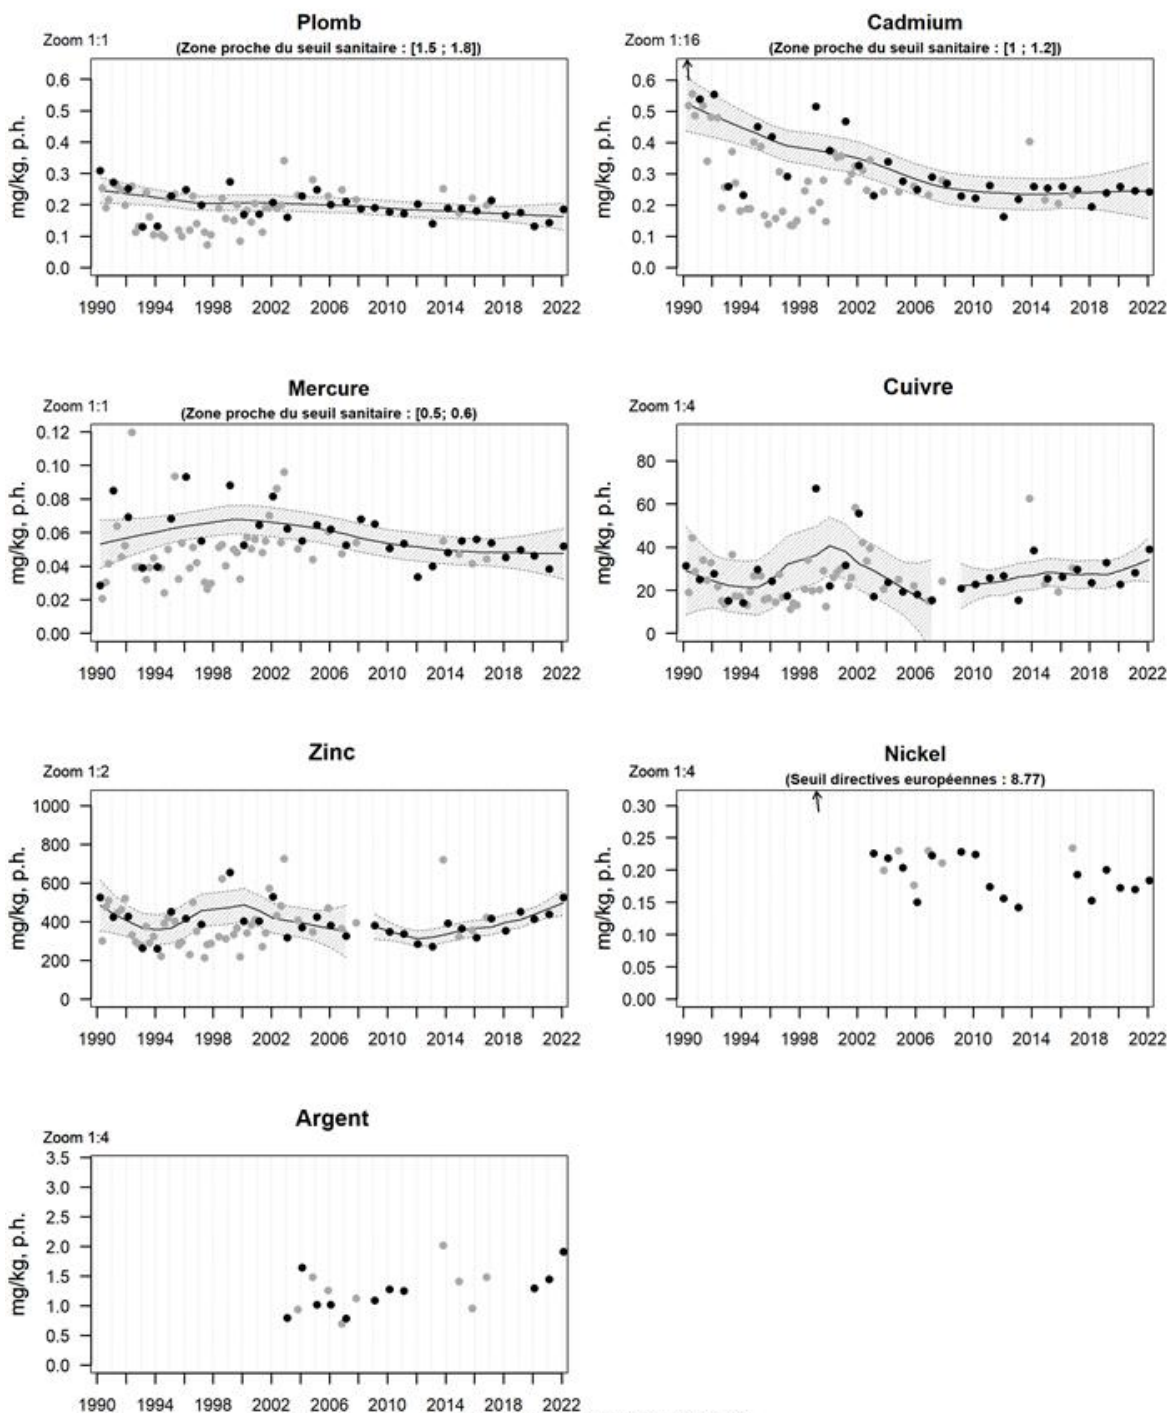 Plomb
Zoom 1:1
(Zone proche du seuil sanitaire : [1.5 ; 1.8])
mg/kg, p.h.
0.6
0.5
0.4
0.3
0.2
0.1
0.0
1990 1994 1998 2002 2006 2010 2014 2018 2022
Cadmium
Zoom 1:16
(Zone proche du seuil sanitaire : [1 ; 1.2])
mg/kg, p.h.
0.6
0.5
0.4
0.3
0.2
0.1
0.0
1990 1994 1998 2002 2006 2010 2014 2018 2022
Mercure
Zoom 1:1
(Zone proche du seuil sanitaire : [0.5; 0.6)
mg/kg, p.h.
0.12
0.10
0.08
0.06
0.04
0.02
0.00
1990 1994 1998 2002 2006 2010 2014 2018 2022
Cuivre
Zoom 1:4
mg/kg, p.h.
80
60
40
20
0
1990 1994 1998 2002 2006 2010 2014 2018 2022
Zinc
Zoom 1:2
mg/kg, p.h.
1000
800
600
400
200
0
1990 1994 1998 2002 2006 2010 2014 2018 2022
Nickel
Zoom 1:4
(Seuil directives européennes : 8.77)
mg/kg, p.h.
0.30
0.25
0.20
0.15
0.10
0.05
0.00
1990 1994 1998 2002 2006 2010 2014 2018 2022
Argent
Zoom 1:4
mg/kg, p.h.
3.5
3.0
2.5
2.0
1.5
1.0
0.5
0.0
1990 1994 1998 2002 2006 2010 2014 2018 2022